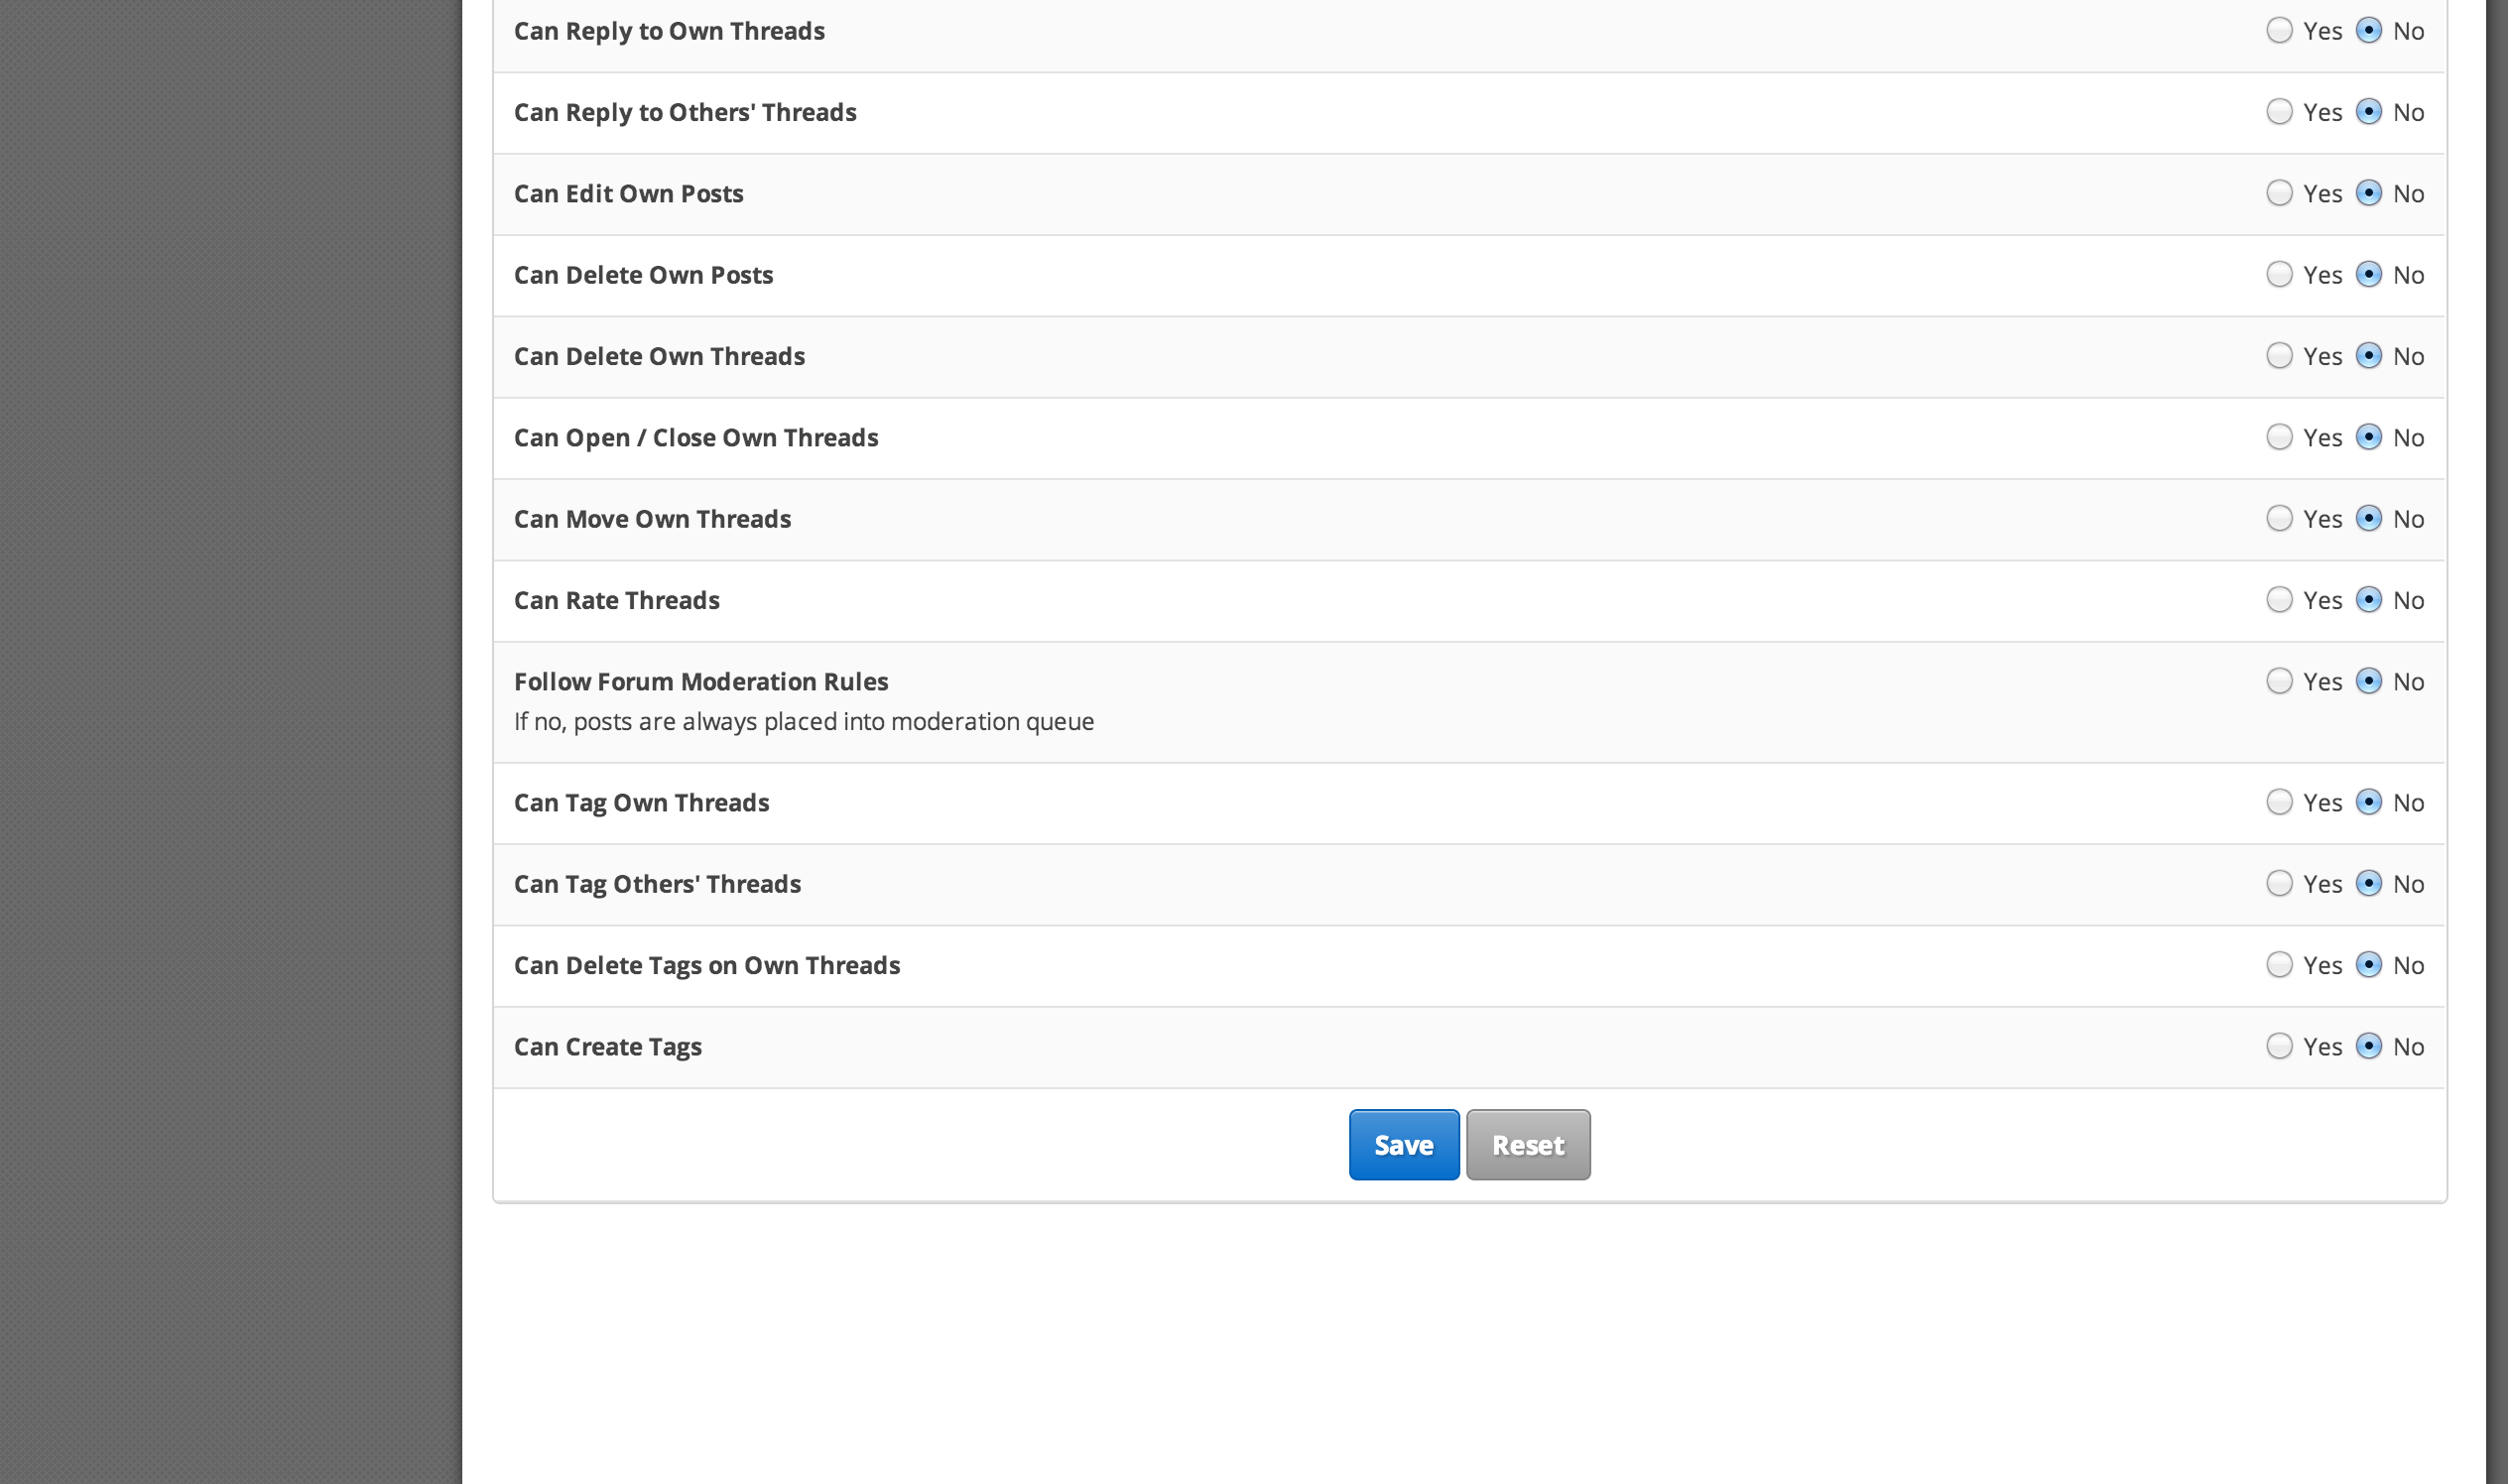 Can Reply to Own Threads Yes No
Can Reply to Others' Threads Yes No
Can Edit Own Posts Yes No
Can Delete Own Posts Yes No
Can Delete Own Threads Yes No
Can Open / Close Own Threads Yes No
Can Move Own Threads Yes No
Can Rate Threads Yes No
Follow Forum Moderation Rules Yes No
If no, posts are always placed into moderation queue
Can Tag Own Threads Yes No
Can Tag Others' Threads Yes No
Can Delete Tags on Own Threads Yes No
Can Create Tags Yes No
Save Reset